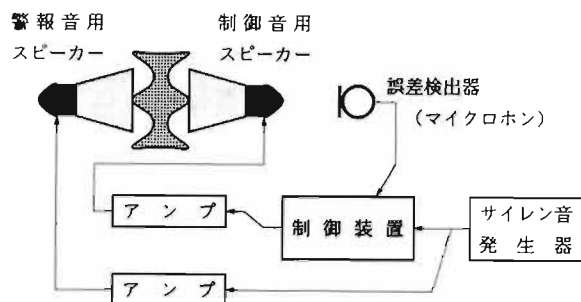 警報音用
スピーカー
制御音用
スピーカー
誤差検出器
(マイクロホン)
アンプ
制御装置
サイレン音
発生器
アンプ